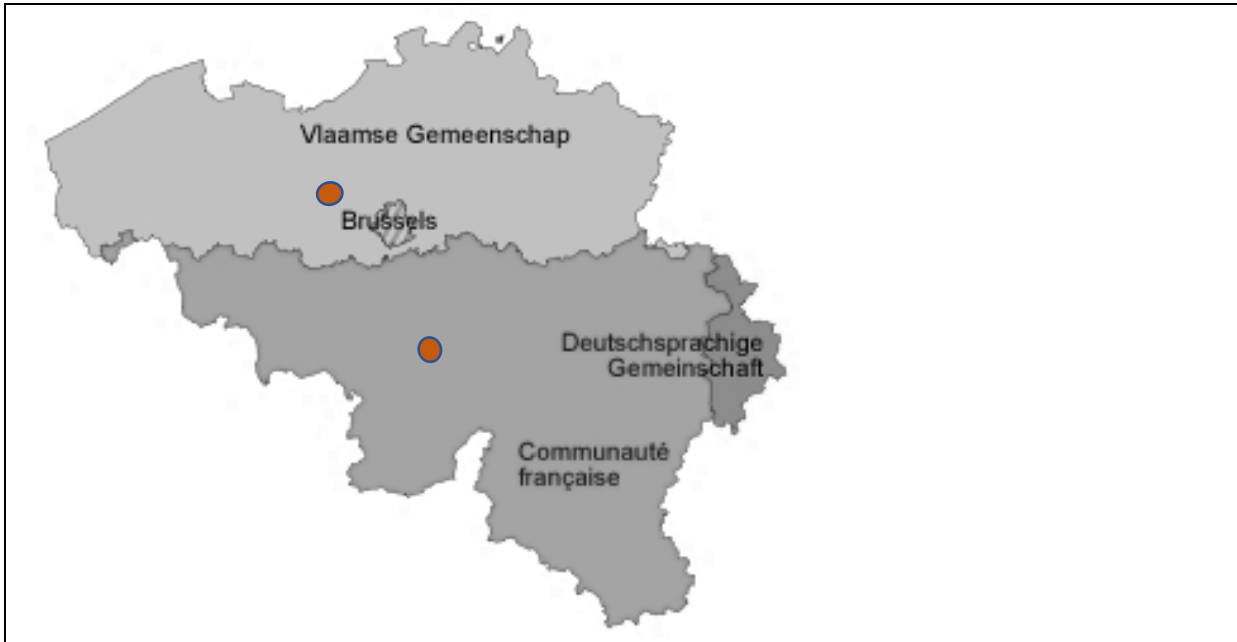 Vlaamse Gemeenschap
Brussels
Deutschsprachige
Gemeinschaft
Communauté
française